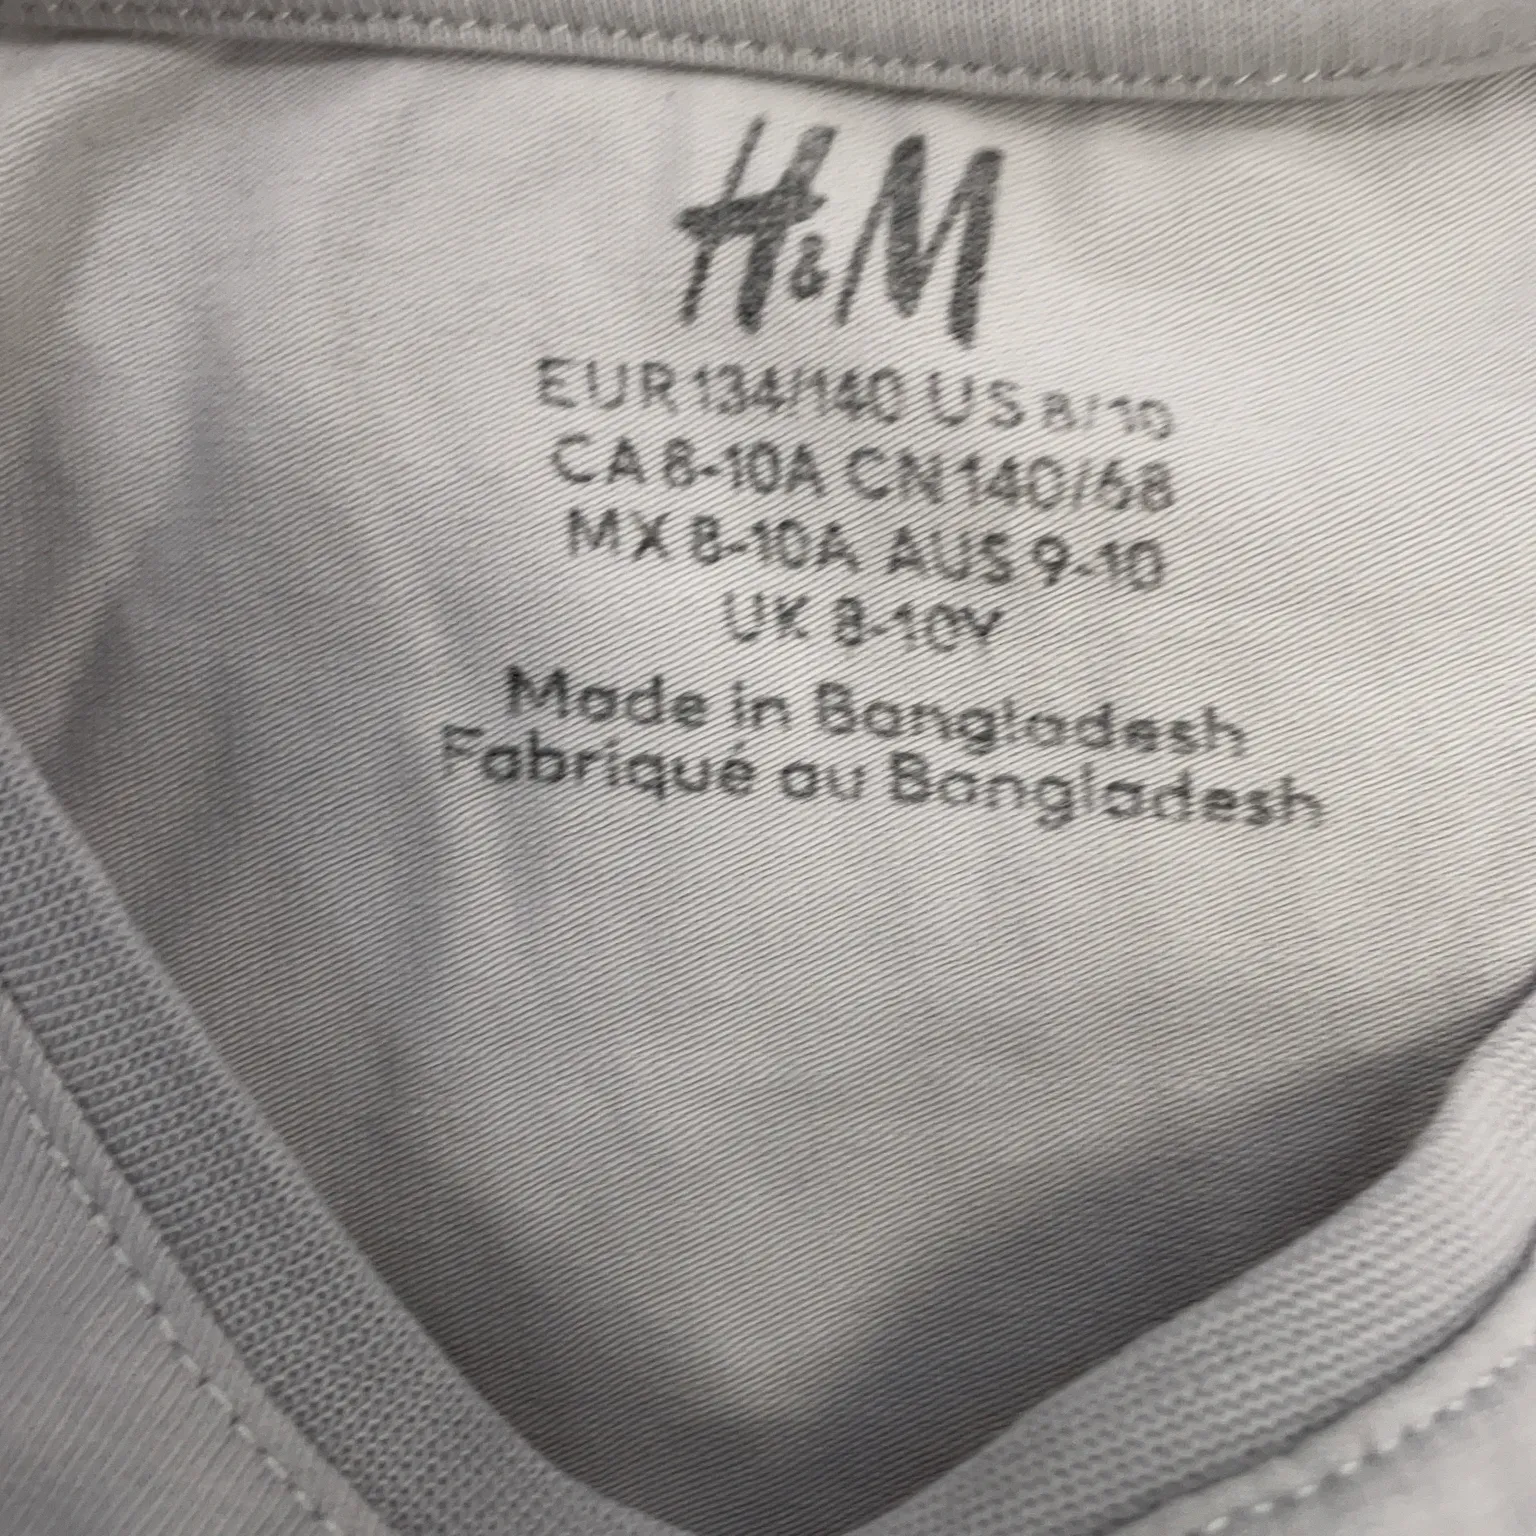 H&M
EUR 134/140 US 8/10
CA 8-10A CN 140/68
MX 8-10A AUS 9-10
UK 8-10Y
Made in Bangladesh
Fabriqué au Bangladesh